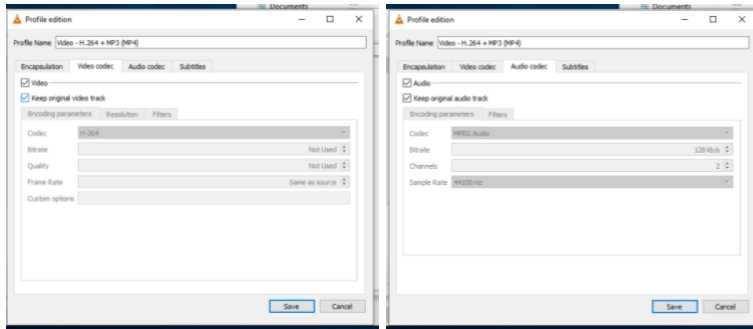 Documents
Profile edition
Profile Name Video - H.264 + MP3 (MP4)
Encapsulation Video codec Audio codec Subtitles
Video
Keep original video track
Encoding parameters Resolution Filters
Codec H-264
Bitrate Not Used
Quality Not Used
Frame Rate Same as source
Custom options
Save Cancel
Documents
Profile edition
Profile Name Video - H.264 + MP3 (MP4)
Encapsulation Video codec Audio codec Subtitles
Audio
Keep original audio track
Encoding parameters Filters
Codec MPEG Audio
Bitrate 128 kb/s
Channels 2
Sample Rate 44100 Hz
Save Cancel